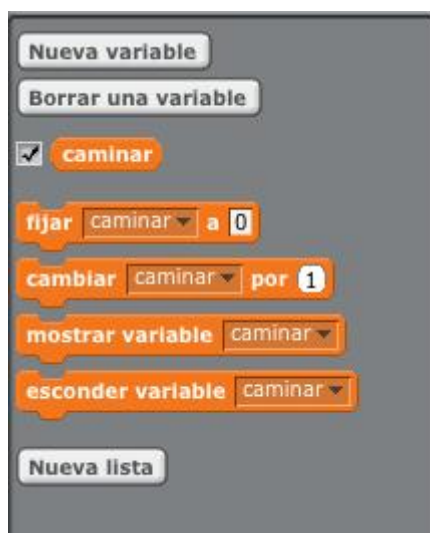 Nueva variable
Borrar una variable
caminar
fijar caminar a 0
cambiar caminar por 1
mostrar variable caminar
esconder variable caminar
Nueva lista